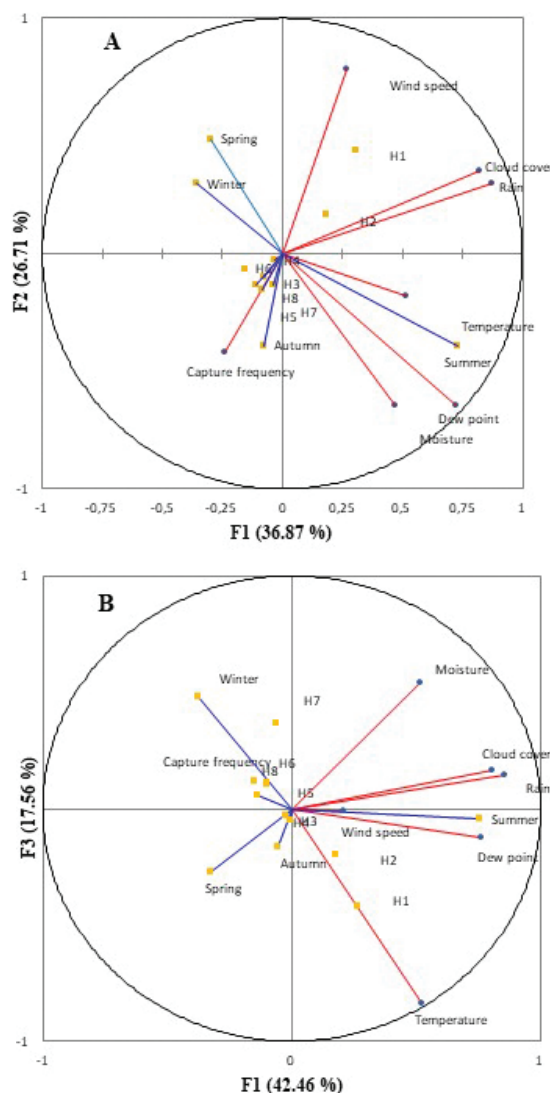 1
A
Wind speed
Spring
H1
Cloud cover
Winter
Rain
H2
F2 (26.71 %)
H4
H6
H3
H8
H7
H5
Temperature
Autumn
Summer
Capture frequency
Dew point
Moisture
-1
-1 -0,75 -0,5 -0,25 0 0,25 0,5 0,75 1
F1 (36.87 %)
1
B
Moisture
Winter
H7
Cloud cover
Capture frequency H6
H8
Rain
H5
Summer
H4 H3
Wind speed
F3 (17.56 %)
Autumn
H2
Dew point
Spring
H1
Temperature
-1
-1 0 1
F1 (42.46 %)